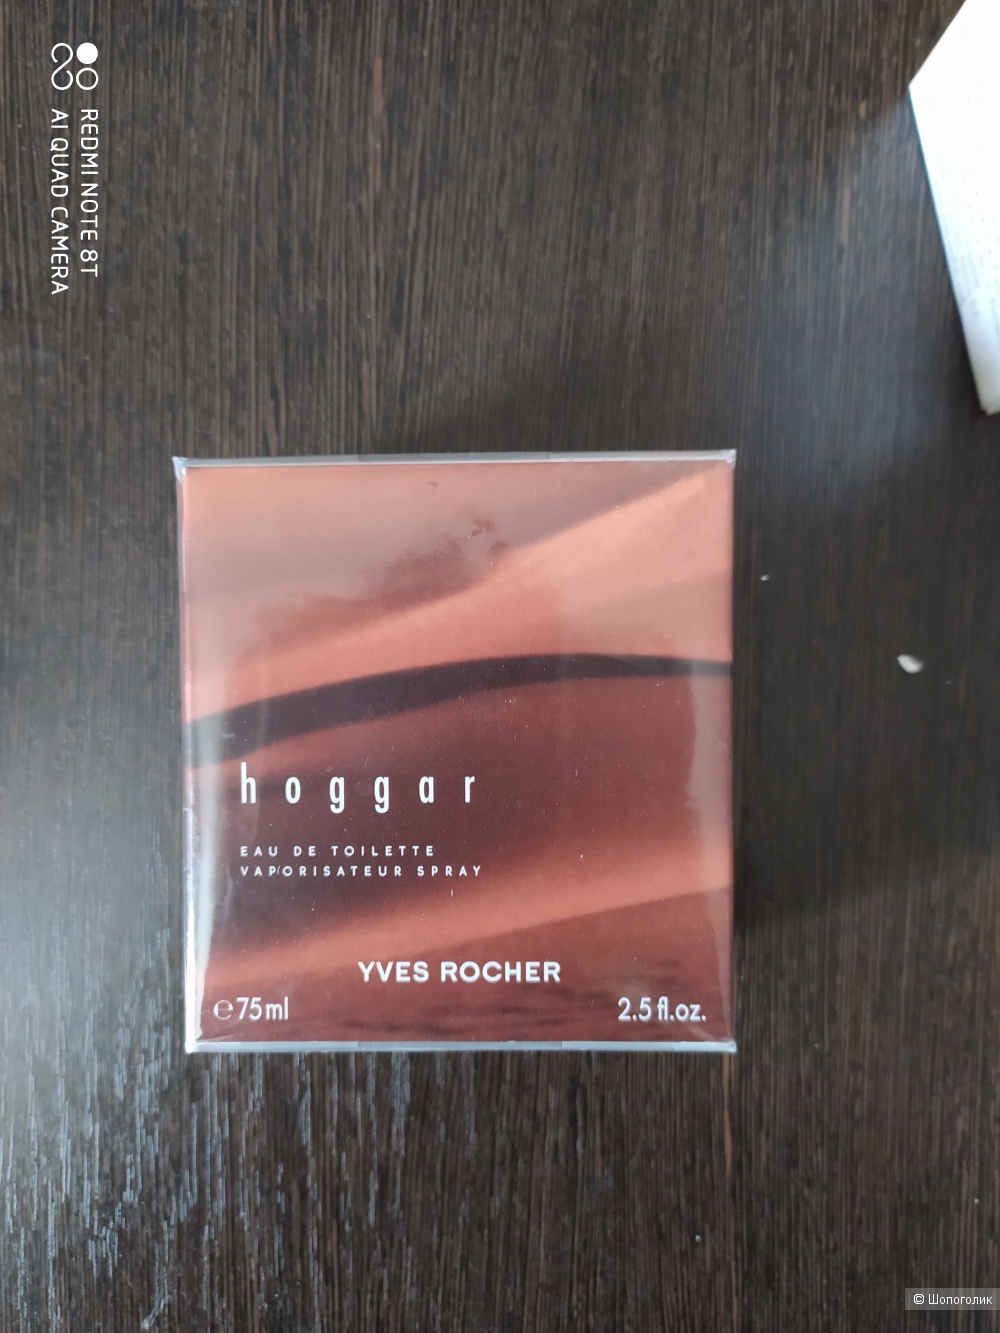 REDMI NOTE 8T
AI QUAD CAMERA
hoggar
EAU DE TOILETTE
VAPORISATEUR SPRAY
YVES ROCHER
℮75ml
2.5 fl.oz.
© Шопоголик